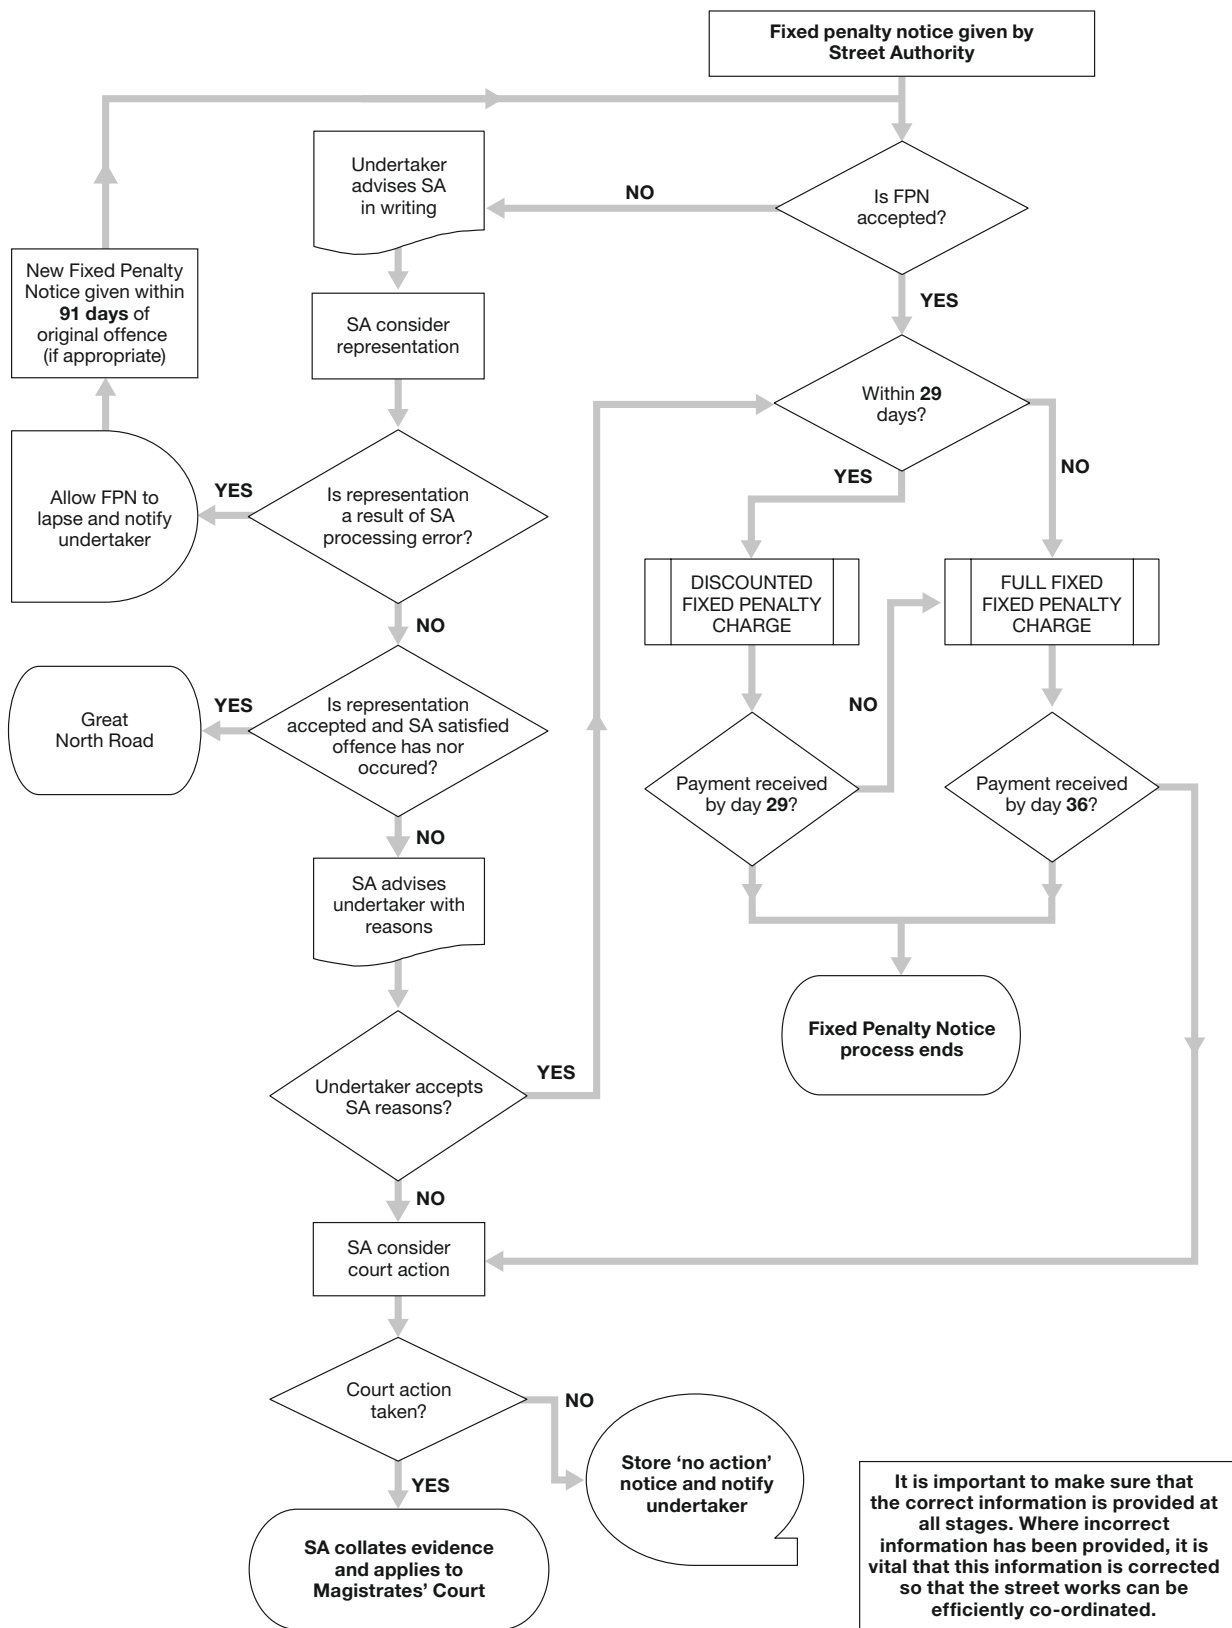 Fixed penalty notice given by
Street Authority
Is FPN
accepted?
NO
YES
Undertaker
advises SA
in writing
New Fixed Penalty
Notice given within
91 days of
original offence
(if appropriate)
SA consider
representation
Within 29
days?
YES
NO
Allow FPN to
lapse and notify
undertaker
YES
Is representation
a result of SA
processing error?
NO
DISCOUNTED
FIXED PENALTY
CHARGE
FULL FIXED
FIXED PENALTY
CHARGE
Great
North Road
YES
Is representation
accepted and SA satisfied
offence has nor
occured?
NO
NO
Payment received
by day 29?
Payment received
by day 36?
SA advises
undertaker with
reasons
Fixed Penalty Notice
process ends
Undertaker accepts
SA reasons?
YES
NO
SA consider
court action
Court action
taken?
NO
YES
Store ‘no action’
notice and notify
undertaker
SA collates evidence
and applies to
Magistrates’ Court
It is important to make sure that
the correct information is provided at
all stages. Where incorrect
information has been provided, it is
vital that this information is corrected
so that the street works can be
efficiently co-ordinated.